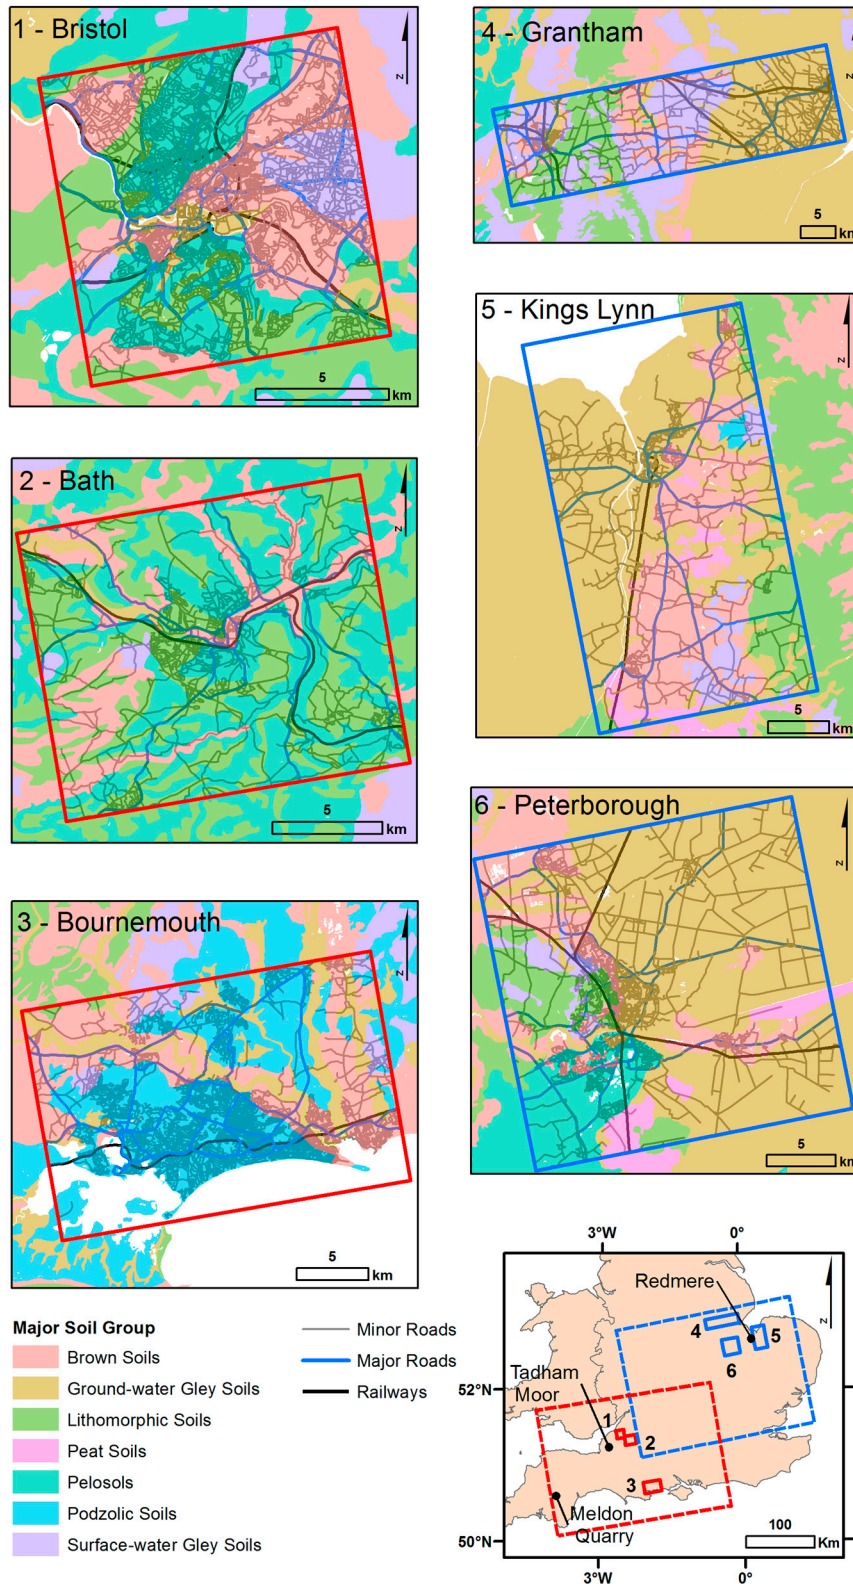 1 - Bristol
z
5
km
2 - Bath
z
5
km
3 - Bournemouth
z
5
km
4 - Grantham
z
5
km
5 - Kings Lynn
z
5
km
6 - Peterborough
z
5
km
Major Soil Group
Brown Soils
Ground-water Gley Soils
Lithomorphic Soils
Peat Soils
Pelosols
Podzolic Soils
Surface-water Gley Soils
Minor Roads
Major Roads
Railways
3°W
0°
z
Redmere
4
5
6
Tadham
Moor
52°N
1
2
3
Meldon
Quarry
100
Km
50°N
3°W
0°